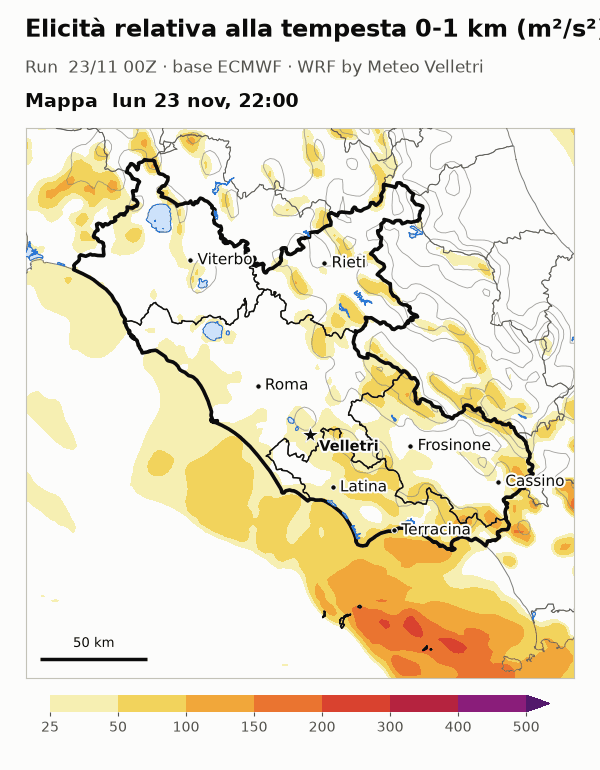 Elicità relativa alla tempesta 0-1 km (m²/s²)
Run  23/11 00Z · base ECMWF · WRF by Meteo Velletri
Mappa  lun 23 nov, 22:00
Viterbo
Rieti
Roma
Velletri
Frosinone
Latina
Cassino
Terracina
50 km
25 50 100 150 200 300 400 500